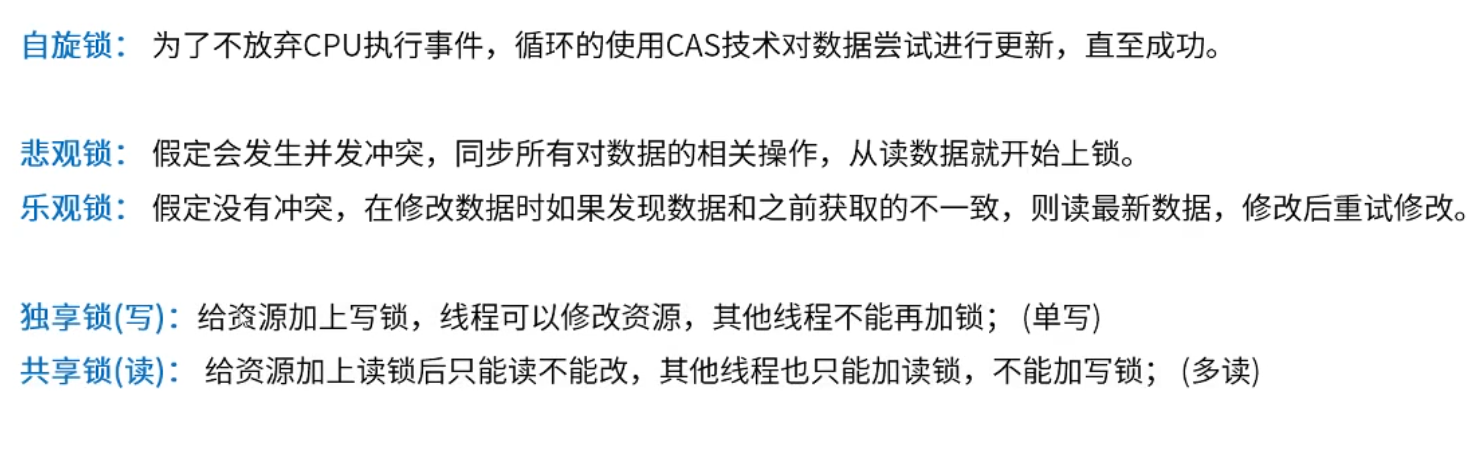 自旋锁： 为了不放弃CPU执行事件，循环的使用CAS技术对数据尝试进行更新，直至成功。
悲观锁： 假定会发生并发冲突，同步所有对数据的相关操作，从读数据就开始上锁。
乐观锁： 假定没有冲突，在修改数据时如果发现数据和之前获取的不一致，则读最新数据，修改后重试修改。
独享锁(写)：给资源加上写锁，线程可以修改资源，其他线程不能再加锁； (单写)
共享锁(读)： 给资源加上读锁后只能读不能改，其他线程也只能加读锁，不能加写锁； (多读)